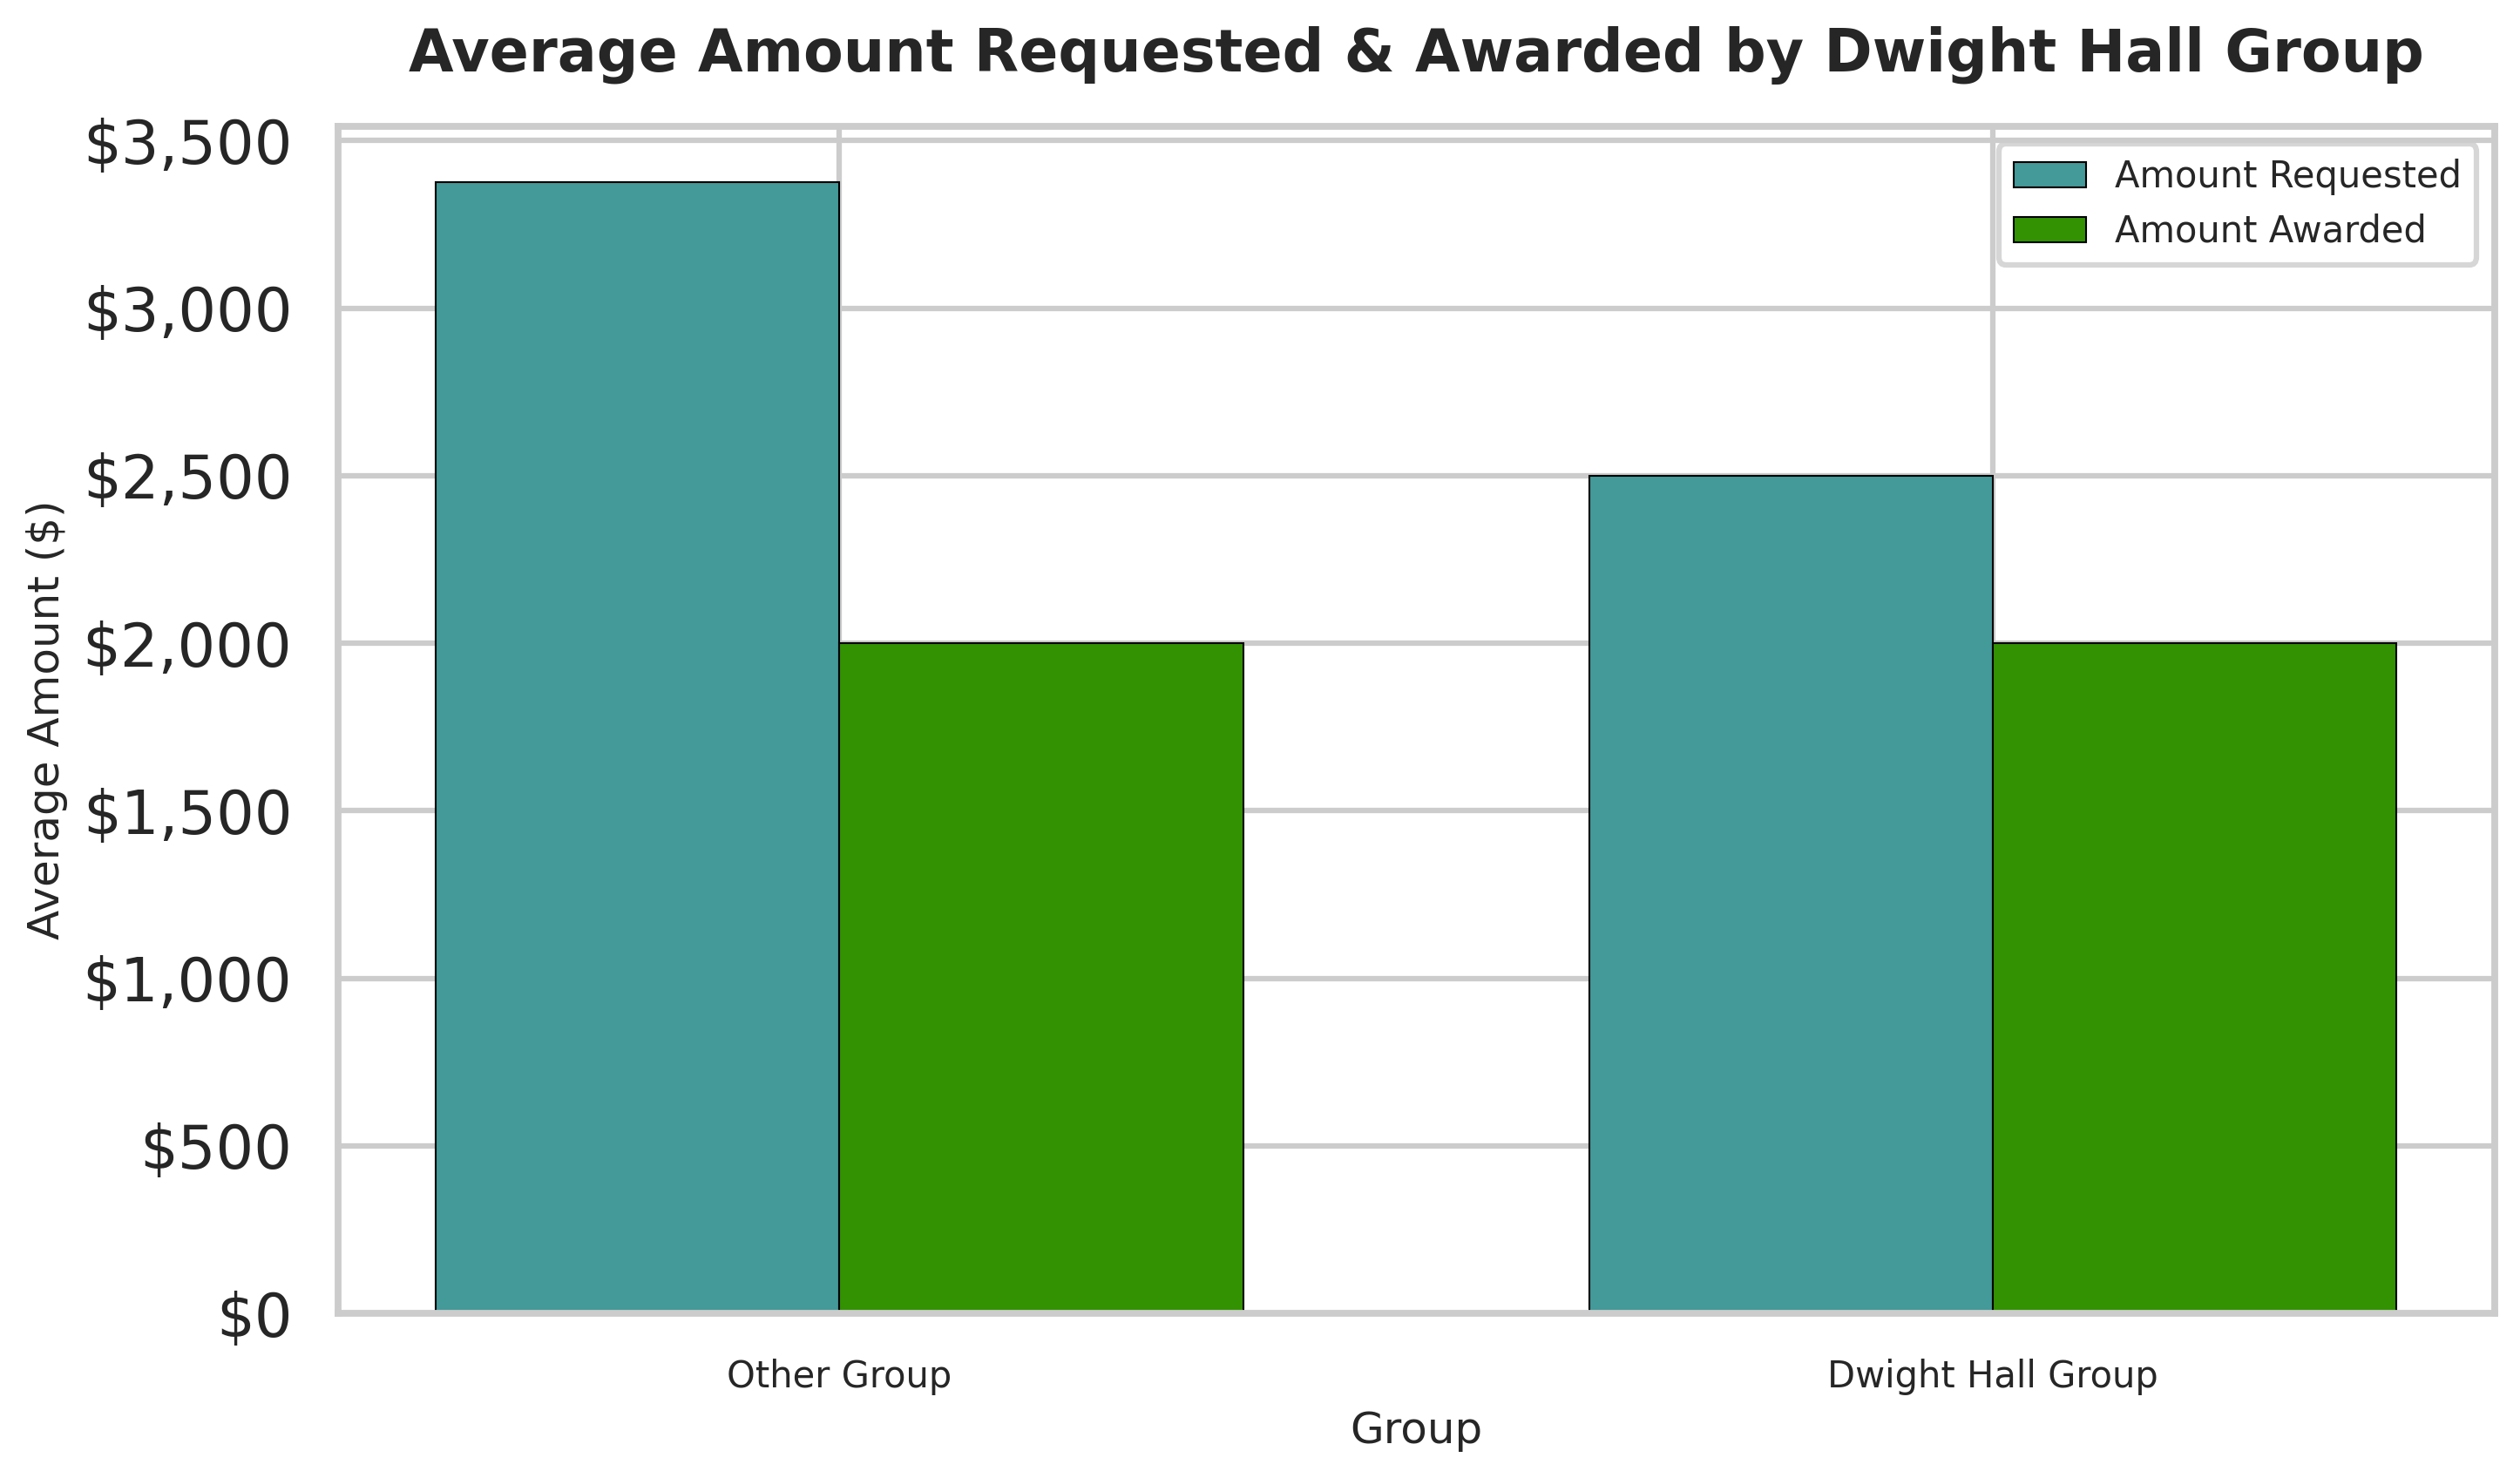 Average Amount Requested & Awarded by Dwight Hall Group
$3,500
$3,000
$2,500
$2,000
$1,500
$1,000
$500
$0
Average Amount ($)
Amount Requested
Amount Awarded
Other Group
Dwight Hall Group
Group